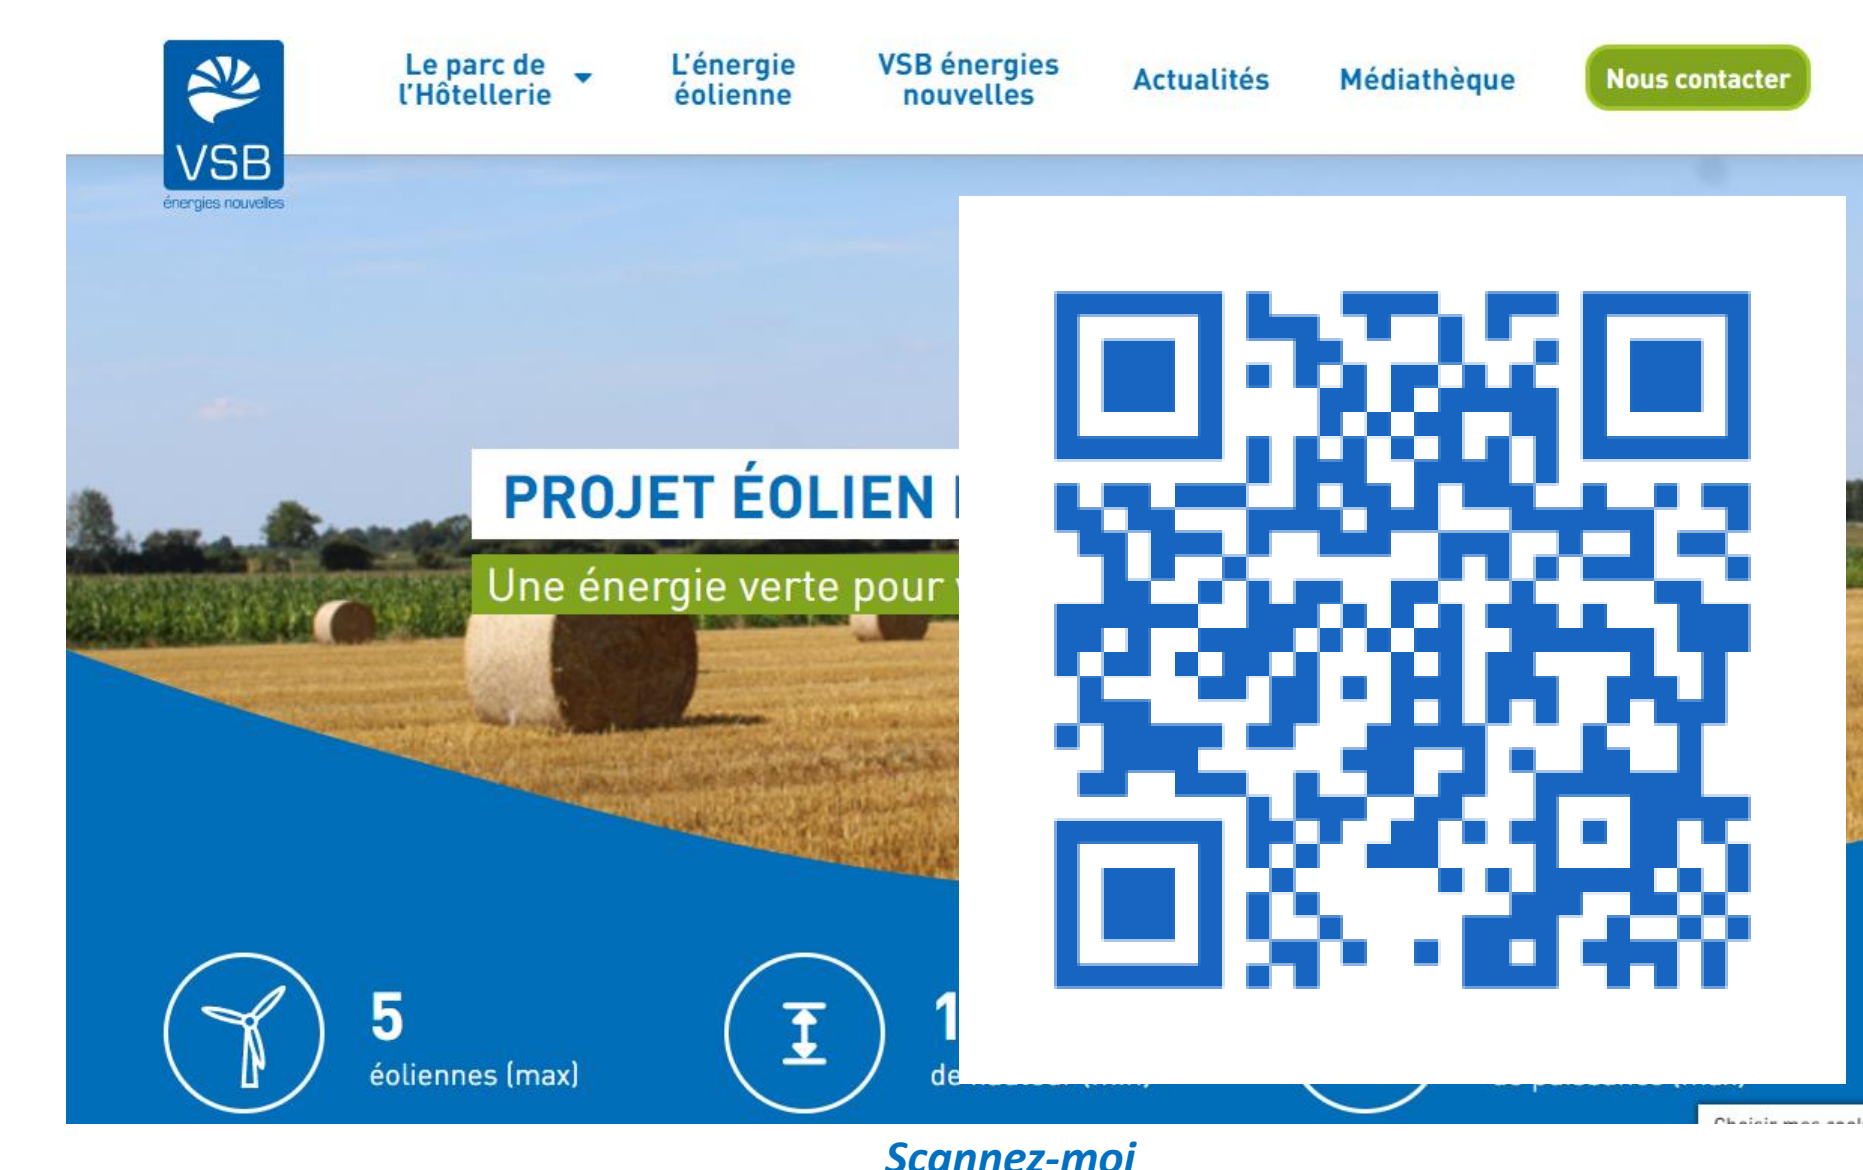 Le parc de
l'Hôtellerie
L'énergie
éolienne
VSB énergies
nouvelles
Actualités
Médiathèque
Nous contacter
VSB
énergies nouvelles
PROJET ÉOLIEN
Une énergie verte pour
5
éoliennes (max)
1
de
Scannez-moi